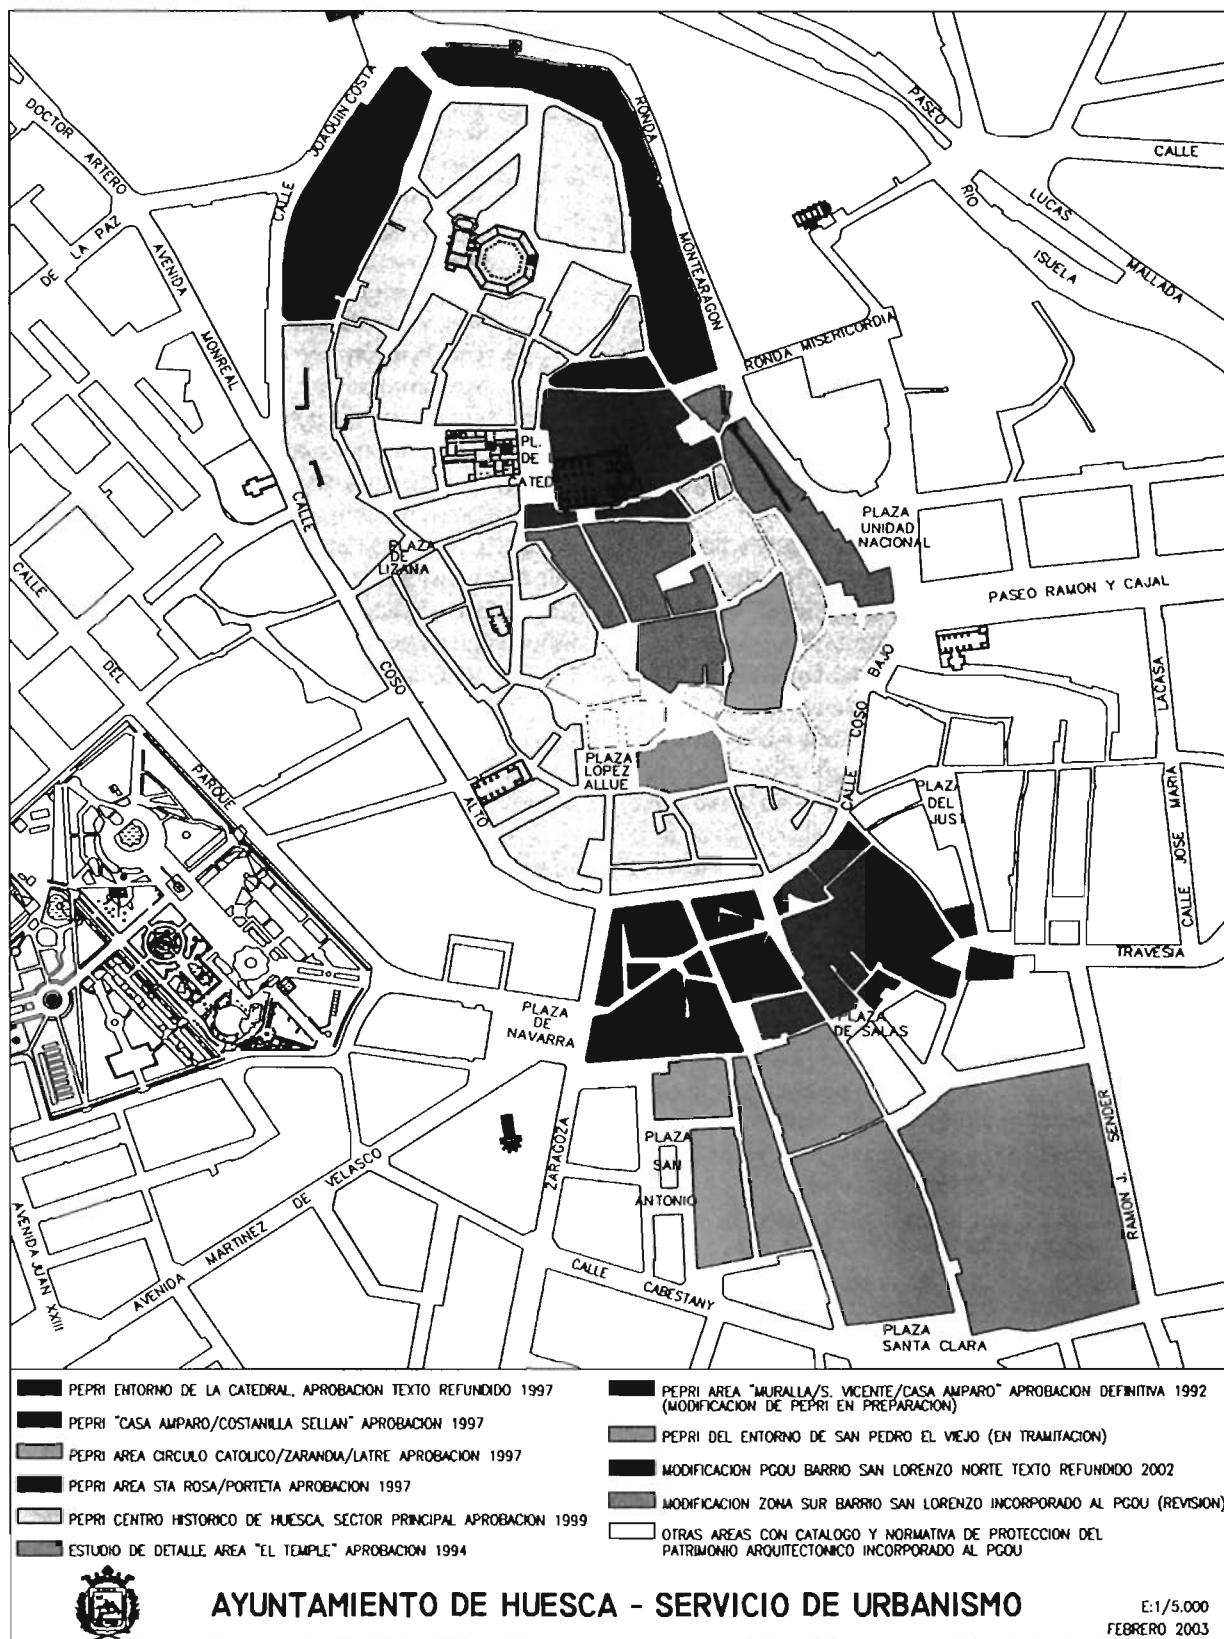 CALLE JOAQUIN COSTA
RONDA
MONTEARAGON
PASEO
CALLE
DOCTOR
ARTERO
DE LA PAZ
AVENIDA
MONREAL
RIO
ISUELA
LUCAS
MALLADA
RONDA MISERICORDIA
PL.
DE L
CATED
PLAZA
UNIDAD
NACIONAL
CALLE
PLAZA
DE
LIZANA
CALLE
DEL
PARQUE
COSO
ALTO
PASEO RAMON Y CAJAL
BAJO
COSO
CALLE
LACASA
CALLE JOSE MARIA
PLAZA
LOPEZ
ALLUE
PLAZA
DEL
JUST
TRAVESIA
PLAZA
DE
NAVARRA
PLAZA
DE SALAS
ZARAGOZA
PLAZA
SAN
ANTONIO
RAMON J. SENDER
AVENIDA MARTINEZ DE VELASCO
AVENIDA JUAN XXIII
CALLE CABESTANY
PLAZA
SANTA CLARA
PEPRI ENTORNO DE LA CATEDRAL, APROBACION TEXTO REFUNDIDO 1997
PEPRI "CASA AMPARO/COSTANILLA SELLAN" APROBACION 1997
PEPRI AREA CIRCULO CATOLICO/ZARANDIA/LATRE APROBACION 1997
PEPRI AREA STA ROSA/PORTETA APROBACION 1997
PEPRI CENTRO HISTORICO DE HUESCA, SECTOR PRINCIPAL APROBACION 1999
ESTUDIO DE DETALLE AREA "EL TEMPLE" APROBACION 1994
PEPRI AREA "MURALLA/S. VICENTE/CASA AMPARO" APROBACION DEFINITIVA 1992
(MODIFICACION DE PEPRI EN PREPARACION)
PEPRI DEL ENTORNO DE SAN PEDRO EL VIEJO (EN TRAMITACION)
MODIFICACION PGOU BARRIO SAN LORENZO NORTE TEXTO REFUNDIDO 2002
MODIFICACION ZONA SUR BARRIO SAN LORENZO INCORPORADO AL PGOU (REVISION)
OTRAS AREAS CON CATALOGO Y NORMATIVA DE PROTECCION DEL
PATRIMONIO ARQUITECTONICO INCORPORADO AL PGOU
AYUNTAMIENTO DE HUESCA - SERVICIO DE URBANISMO
E:1/5.000
FEBRERO 2003